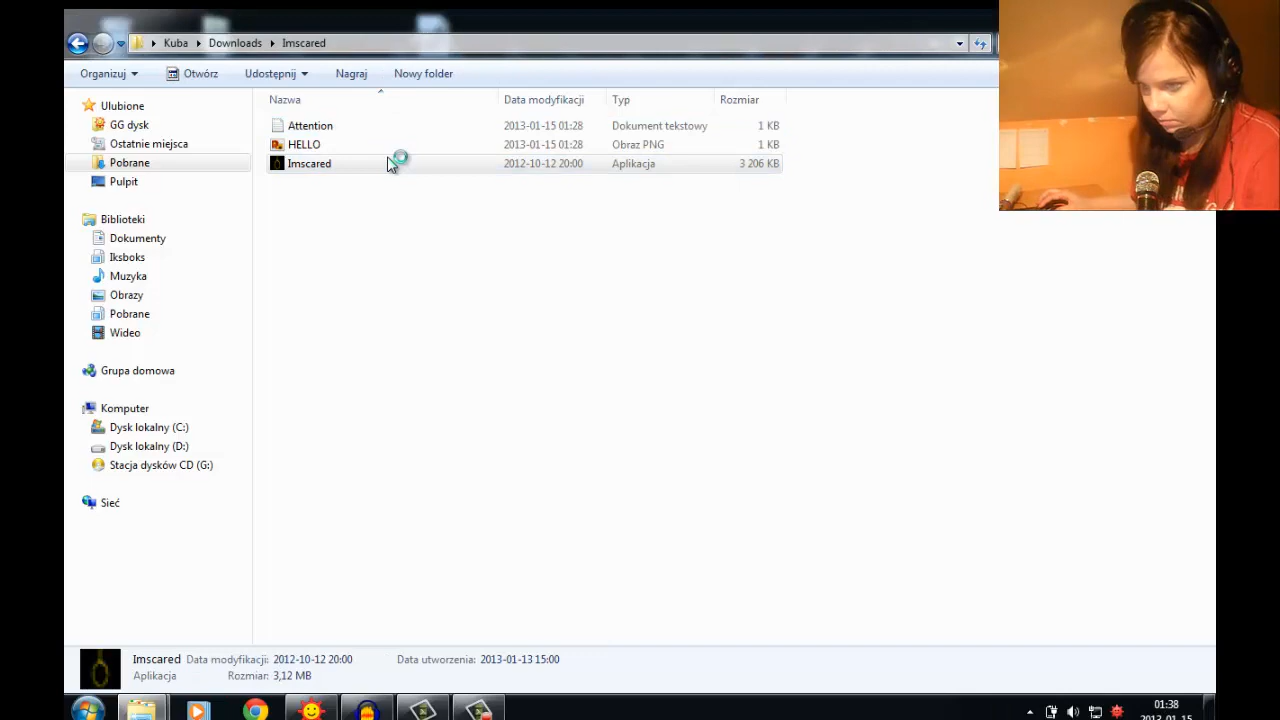 Kuba Downloads Imscared
Organizuj Otwórz Udostępnij Nagraj Nowy folder
Nazwa Data modyfikacji Typ Rozmiar
Attention 2013-01-15 01:28 Dokument tekstowy 1 KB
HELLO 2013-01-15 01:28 Obraz PNG 1 KB
Imscared 2012-10-12 20:00 Aplikacja 3 206 KB
Ulubione
GG dysk
Ostatnie miejsca
Pobrane
Pulpit
Biblioteki
Dokumenty
Iksboks
Muzyka
Obrazy
Pobrane
Wideo
Grupa domowa
Komputer
Dysk lokalny (C:)
Dysk lokalny (D:)
Stacja dysków CD (G:)
Sieć
Imscared Data modyfikacji: 2012-10-12 20:00 Data utworzenia: 2013-01-13 15:00
Aplikacja Rozmiar: 3,12 MB
01:38
2013-01-15